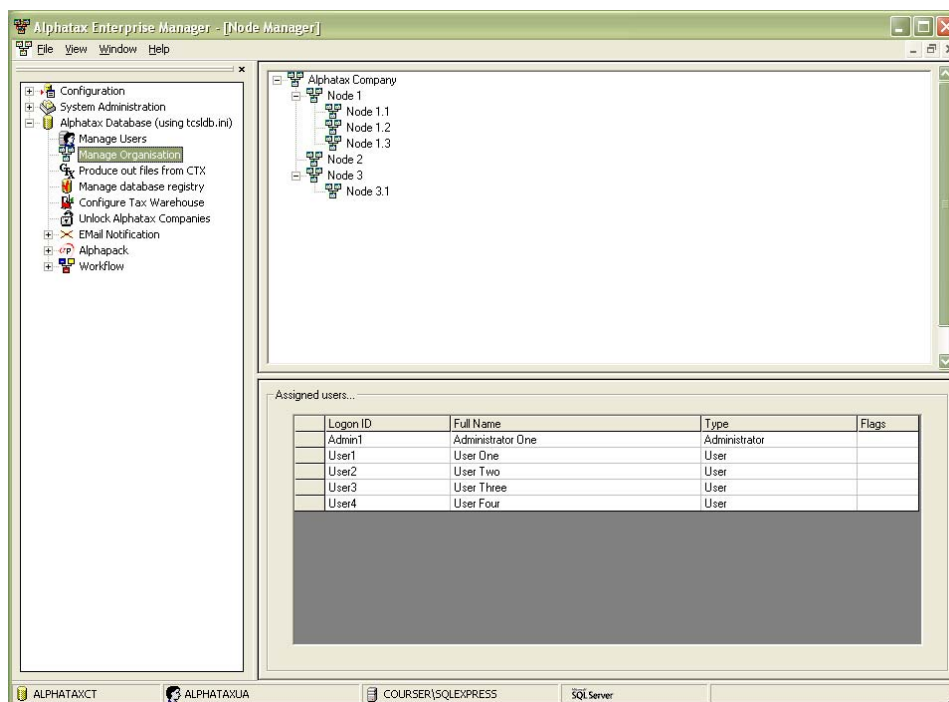 Alphatax Enterprise Manager - [Node Manager]
File View Window Help
Configuration
System Administration
Alphatax Database (using tcsldb.ini)
Manage Users
Manage Organisation
Produce out files from CTX
Manage database registry
Configure Tax Warehouse
Unlock Alphatax Companies
EMail Notification
Alphapack
Workflow
Alphatax Company
Node 1
Node 1.1
Node 1.2
Node 1.3
Node 2
Node 3
Node 3.1
Assigned users...
Logon ID Full Name Type Flags
Admin1 Administrator One Administrator
User1 User One User
User2 User Two User
User3 User Three User
User4 User Four User
ALPHATAXCT ALPHATAXUA COURSER\SQLEXPRESS SQL Server